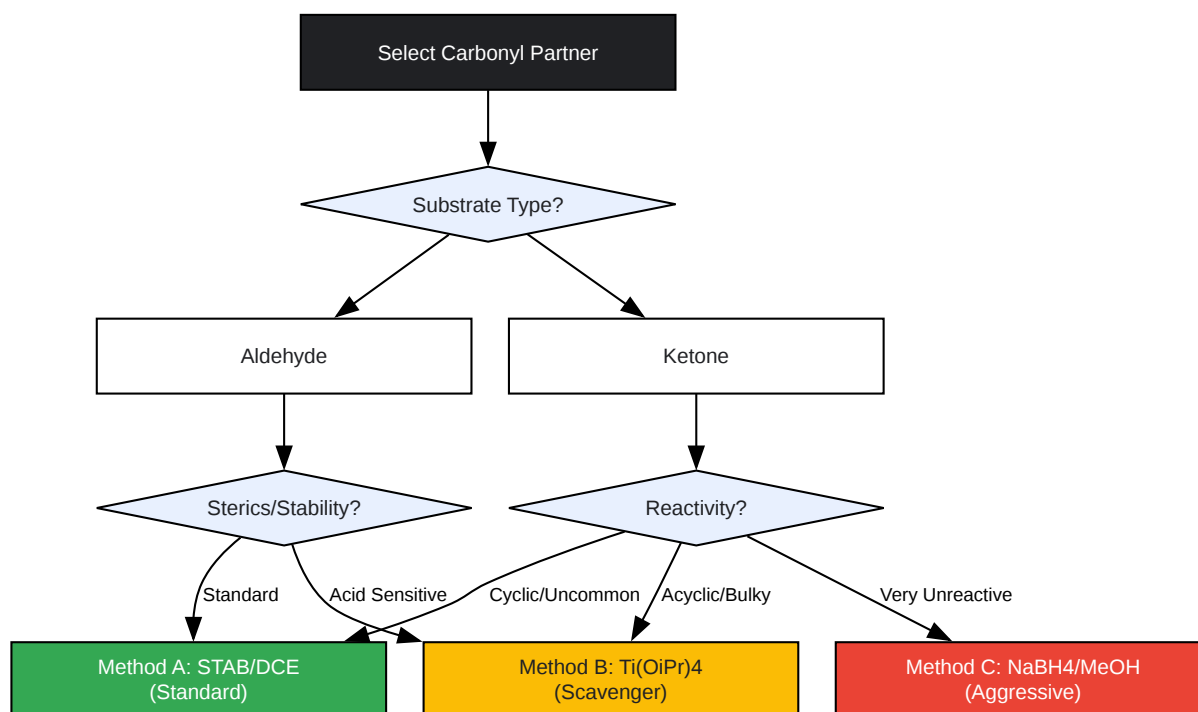 Select Carbonyl Partner
Substrate Type?
Aldehyde
Ketone
Sterics/Stability?
Reactivity?
Standard
Acid Sensitive
Cyclic/Uncommon
Acyclic/Bulky
Very Unreactive
Method A: STAB/DCE
(Standard)
Method B: Ti(OiPr)4
(Scavenger)
Method C: NaBH4/MeOH
(Aggressive)